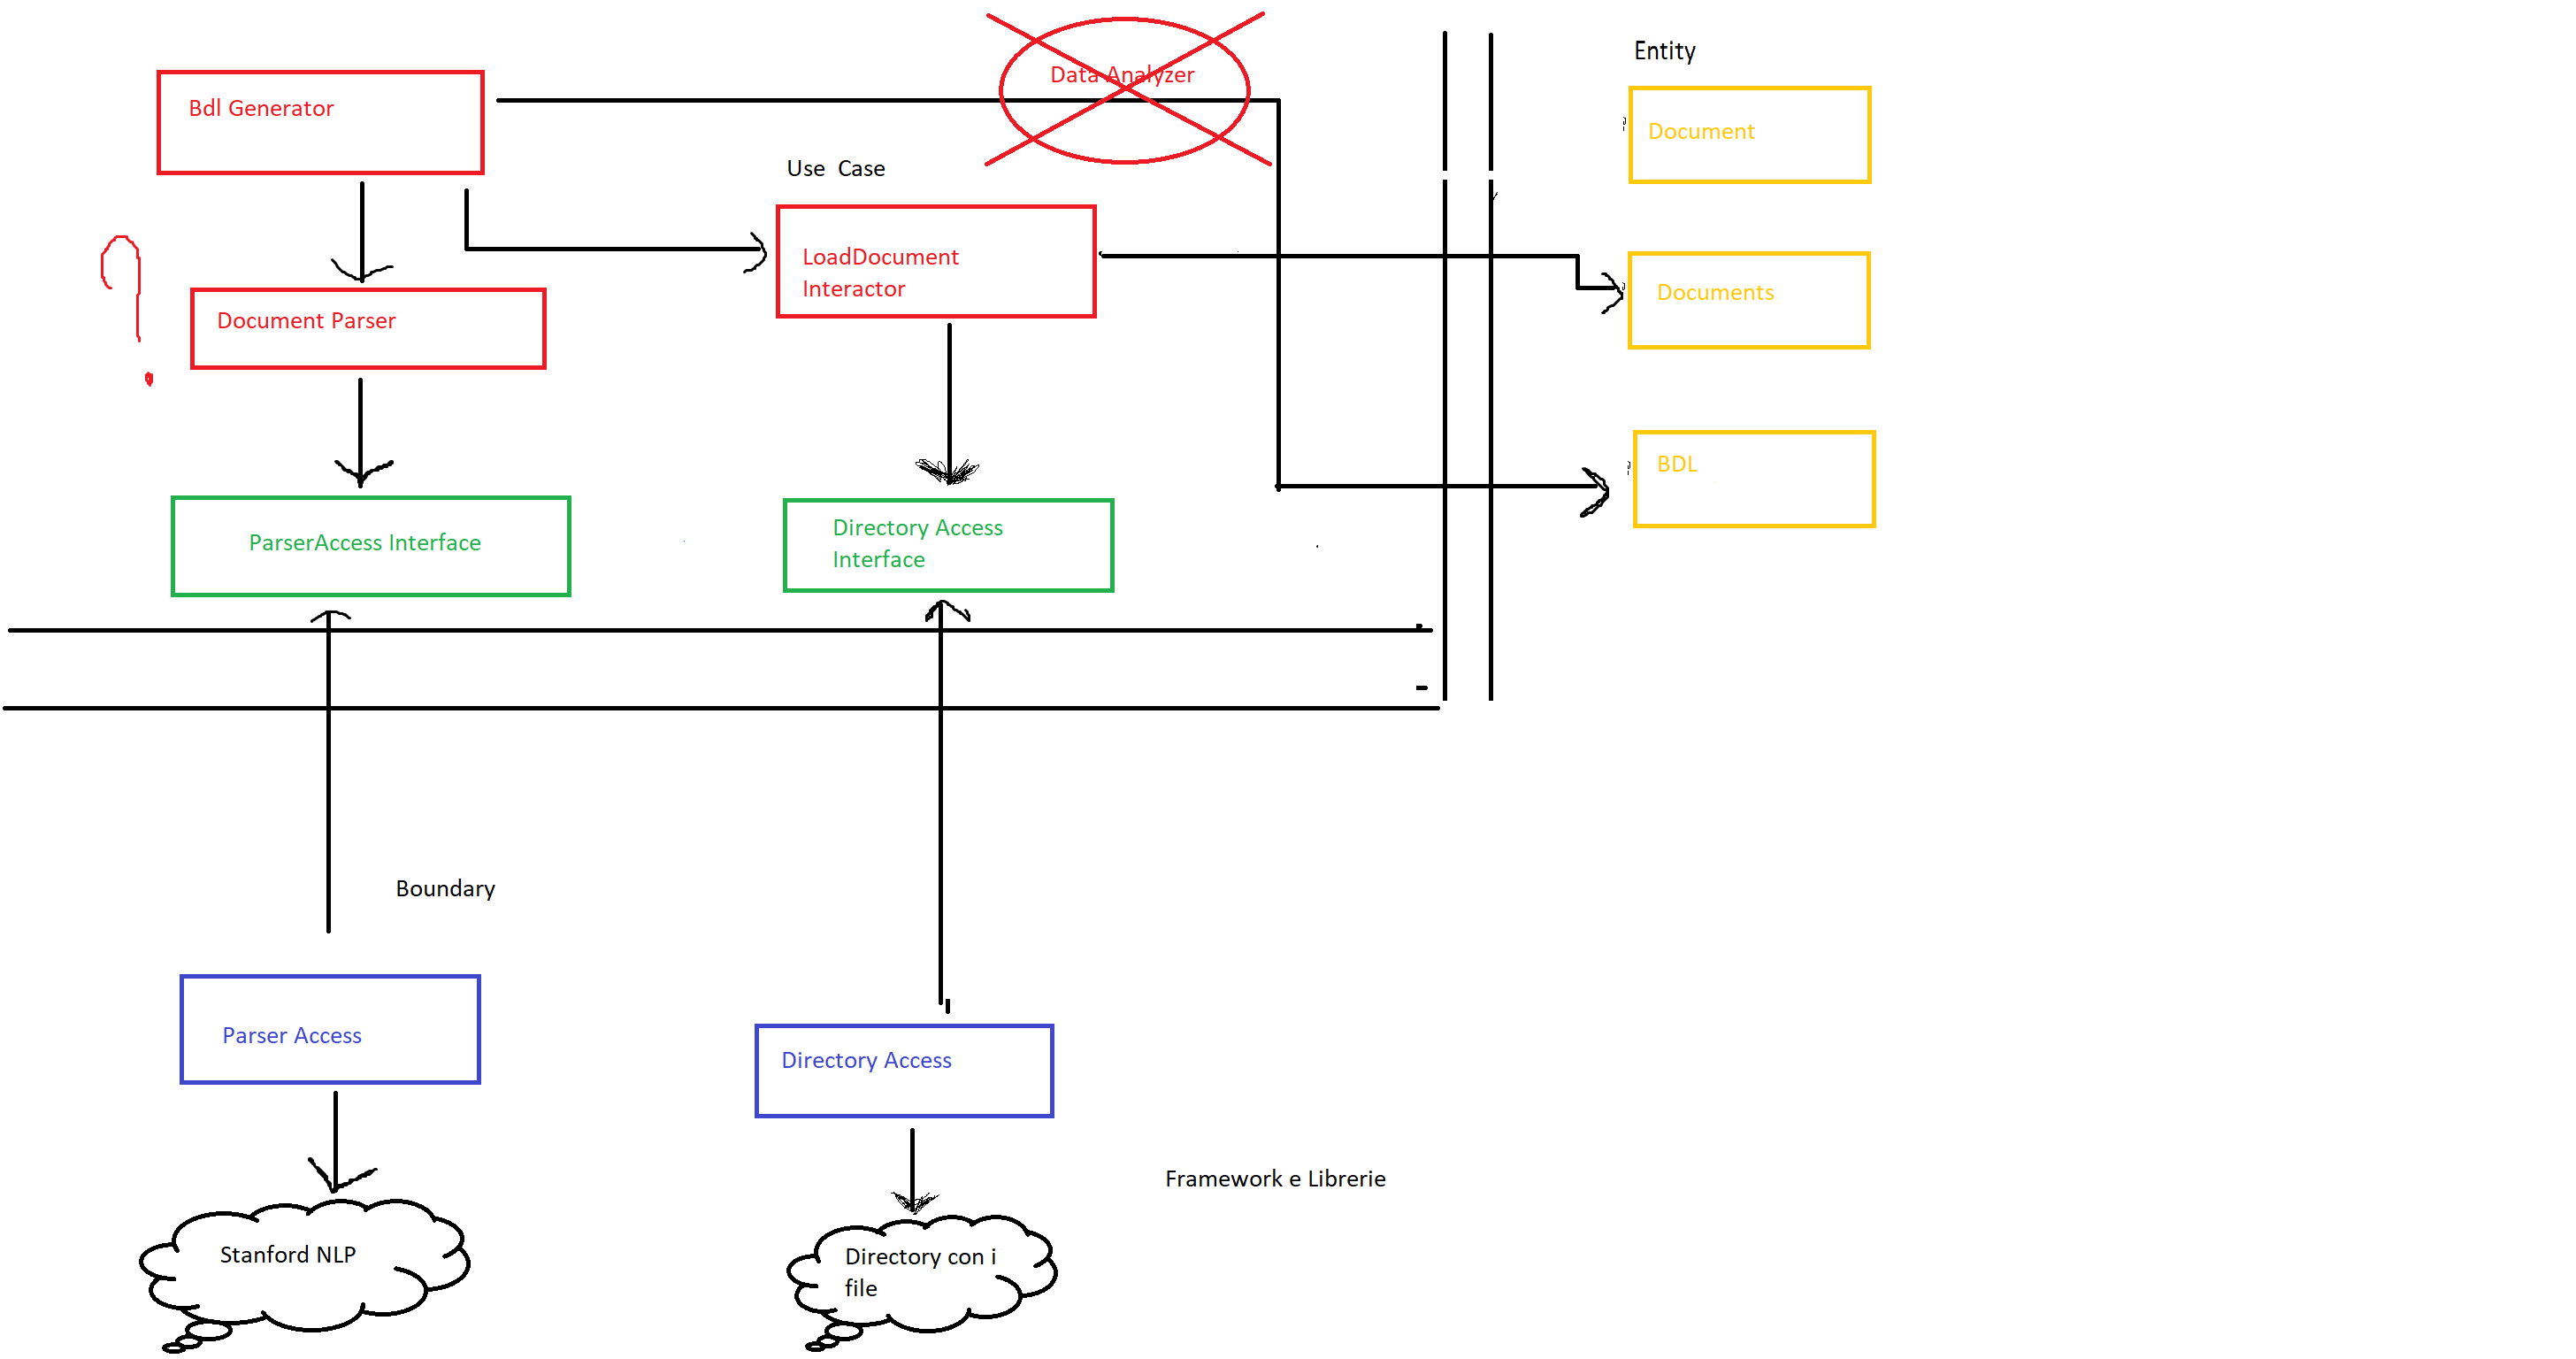 Data Analyzer
Entity
Bdl Generator
Document
Use  Case
LoadDocument
Interactor
Documents
Document Parser
BDL
ParserAccess Interface
Directory Access
Interface
Boundary
Parser Access
Directory Access
Framework e Librerie
Stanford NLP
Directory con i
file